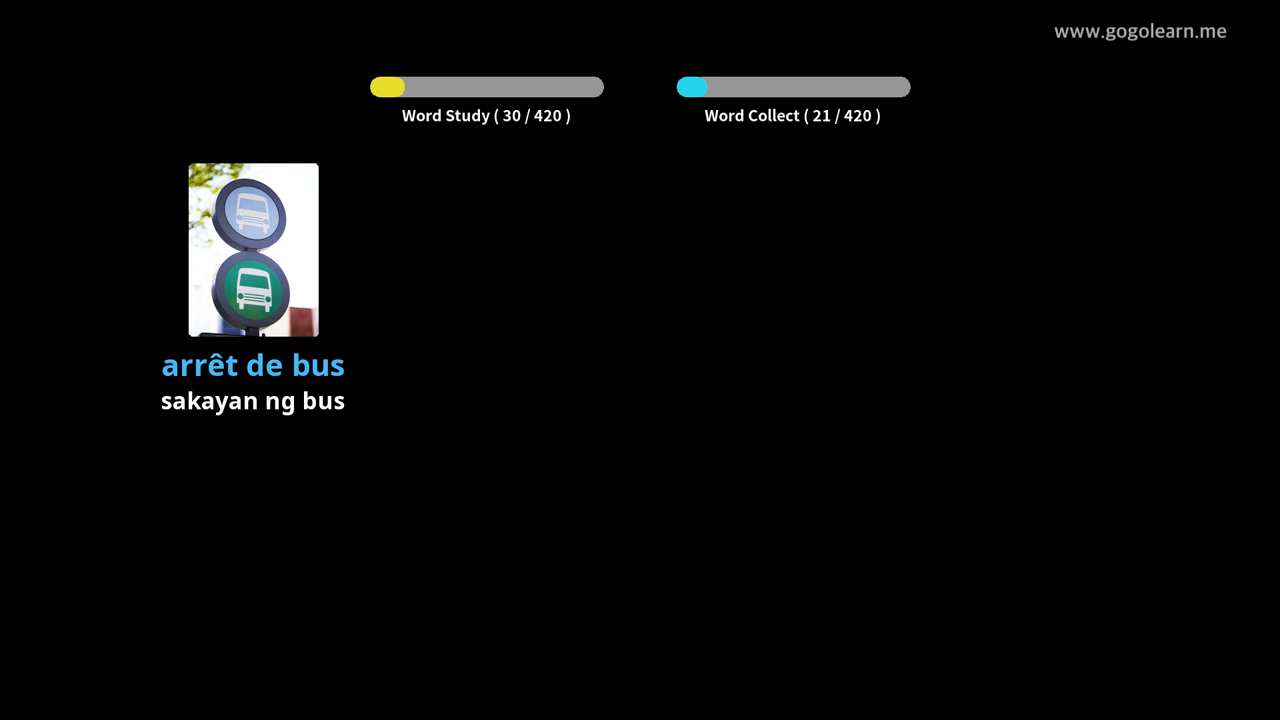 www.gogolearn.me
Word Study ( 30 / 420 )
Word Collect ( 21 / 420 )
arrêt de bus
sakayan ng bus